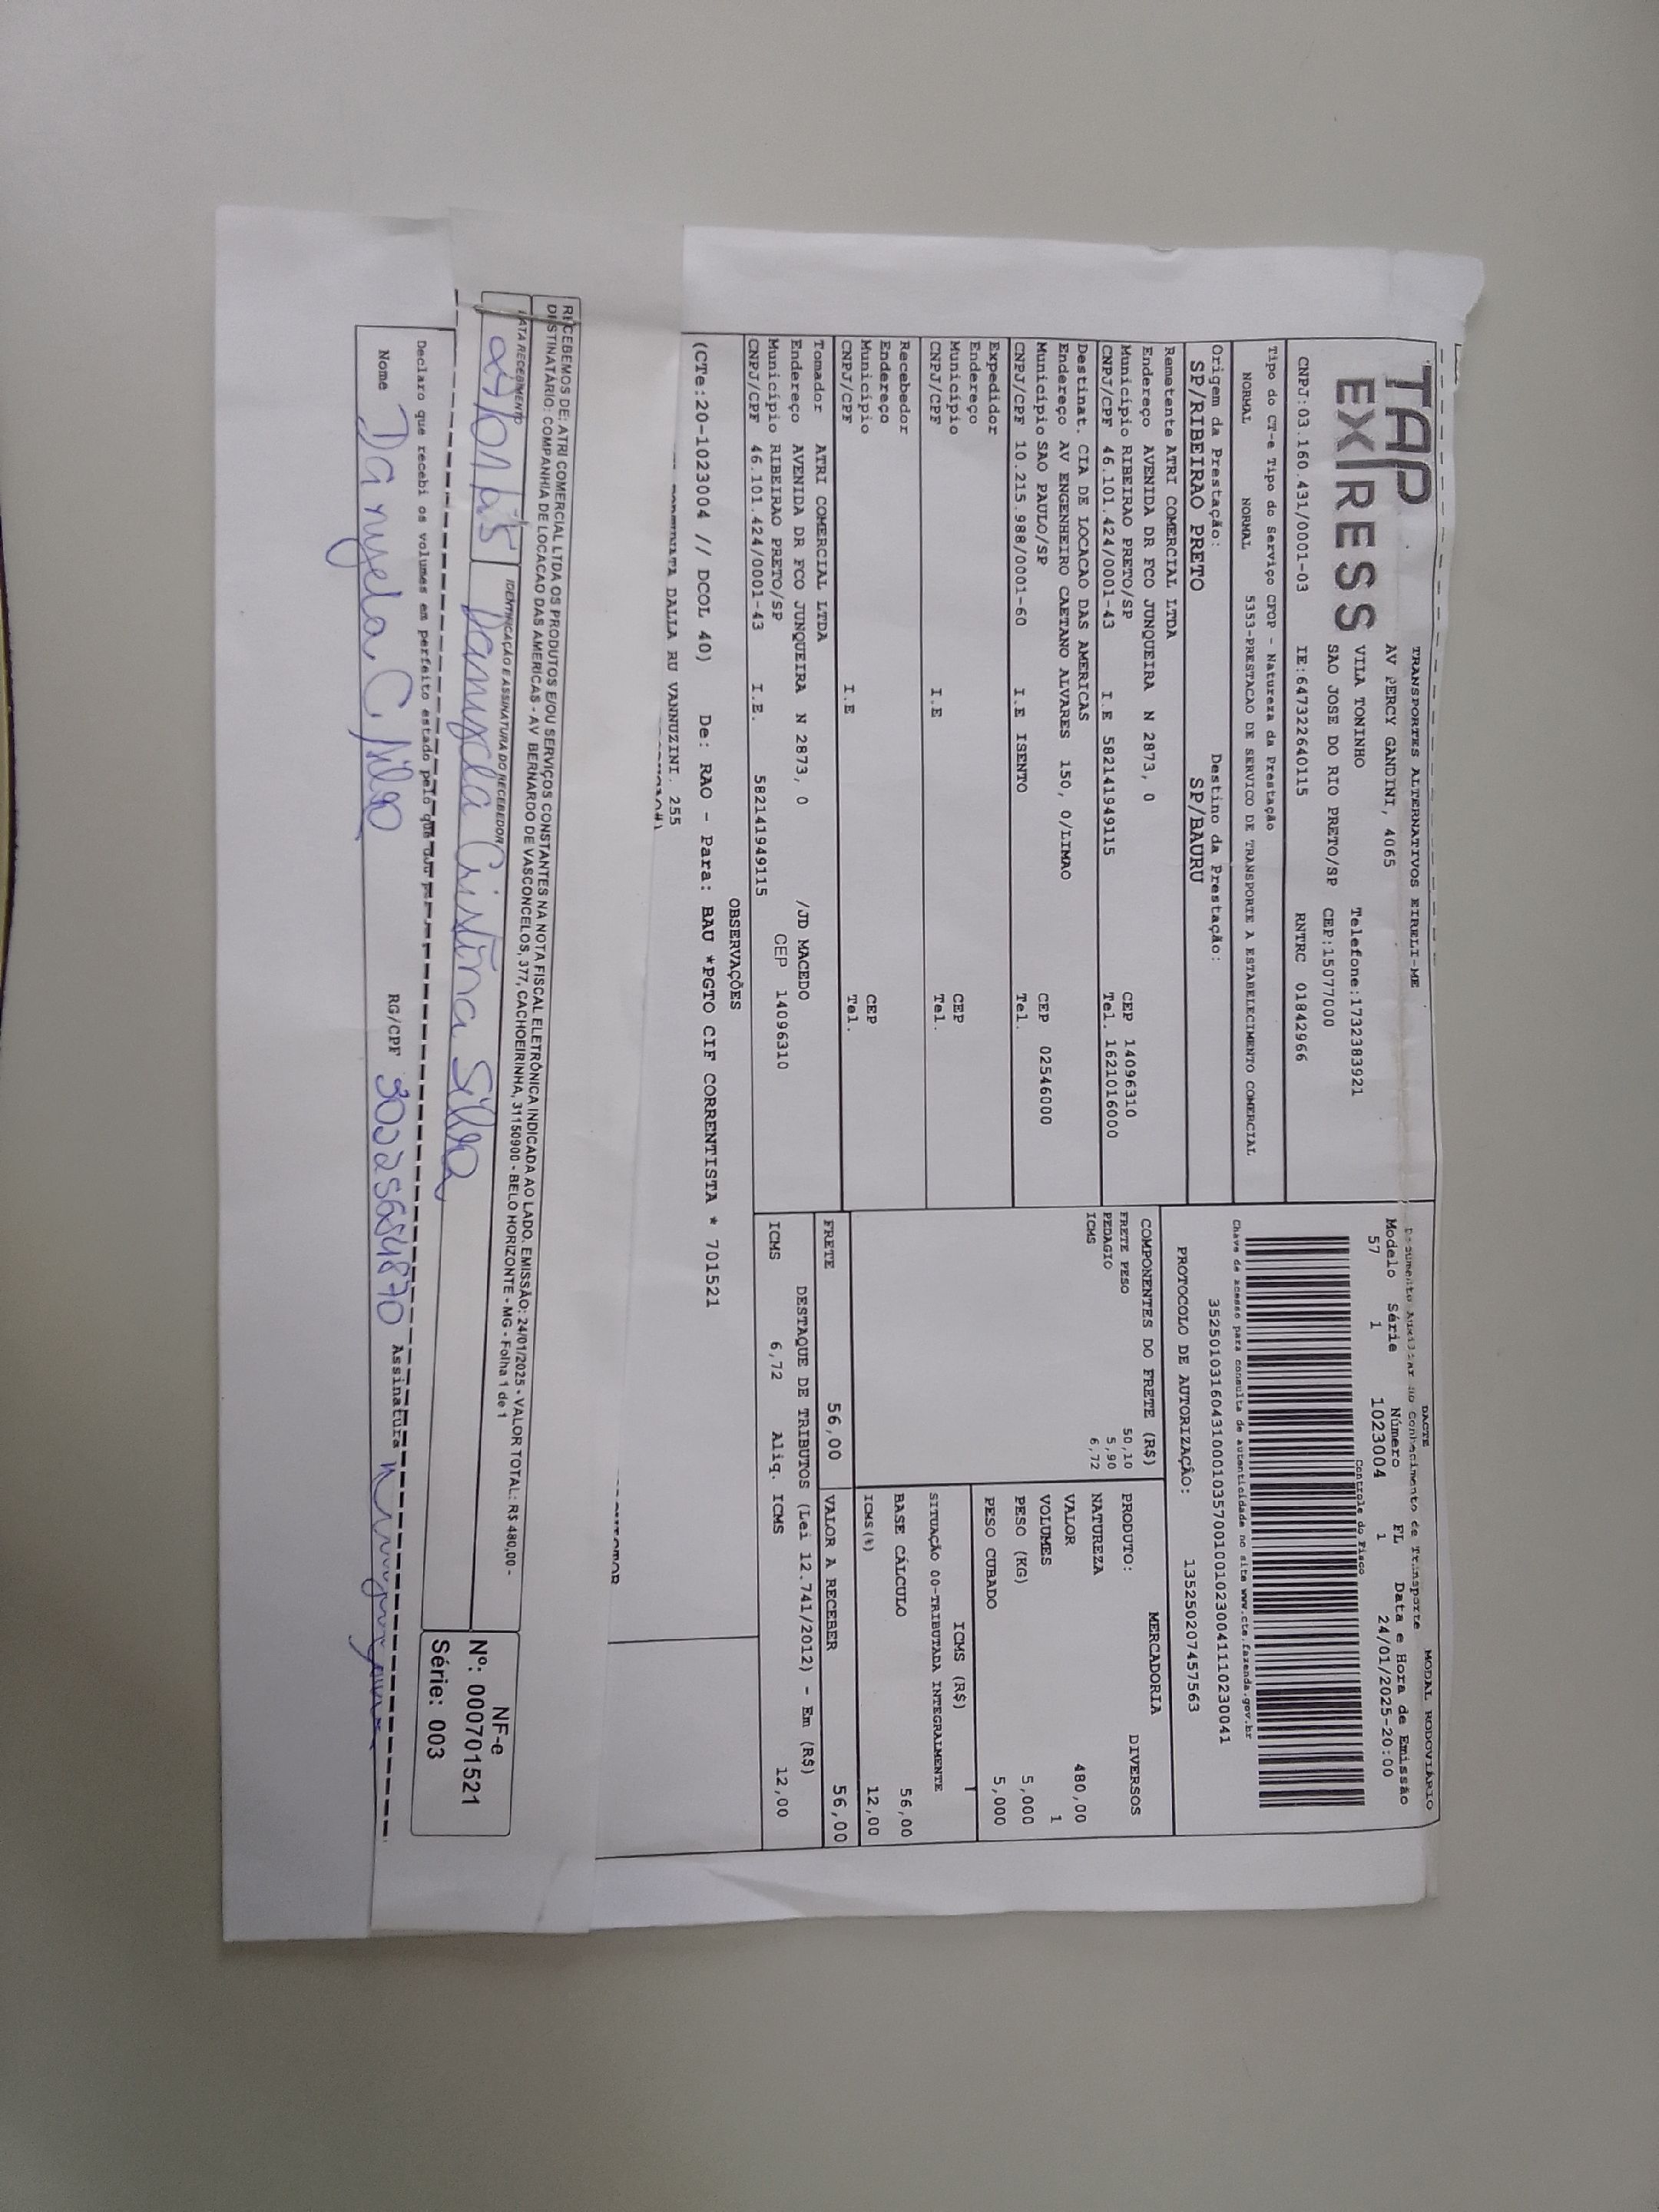 TAP
EXPRESS
TRANSPORTES ALTERNATIVOS EIRELI-ME
AV PERCY GANDINI, 4065
VILA TONINHO Telefone:1732383921
SAO JOSE DO RIO PRETO/SP CEP:15077000
CNPJ:03.160.431/0001-03 IE:647322640115 RNTRC 01842966
DACTE MODAL RODOVIÁRIO
Documento Auxiliar do Conhecimento de Transporte
Modelo Série Número FL Data e Hora de Emissão
57 1 1023004 1 24/01/2025-20:00
Controle do Fisco
Chave de acesso para consulta de autenticidade no site www.cte.fazenda.gov.br
35250103160431000103570010010230041110230041
PROTOCOLO DE AUTORIZAÇÃO: 135250207457563
Tipo do CT-e Tipo do Serviço CFOP - Natureza da Prestação
NORMAL NORMAL 5353-PRESTACAO DE SERVICO DE TRANSPORTE A ESTABELECIMENTO COMERCIAL
Origem da Prestação: Destino da Prestação:
SP/RIBEIRAO PRETO SP/BAURU
Remetente ATRI COMERCIAL LTDA
Endereço AVENIDA DR FCO JUNQUEIRA N 2873, 0
Município RIBEIRAO PRETO/SP CEP 14096310
CNPJ/CPF 46.101.424/0001-43 I.E 582141949115 Tel. 1621016000
Destinat. CIA DE LOCACAO DAS AMERICAS
Endereço AV ENGENHEIRO CAETANO ALVARES 150, 0/LIMAO
Município SAO PAULO/SP CEP 02546000
CNPJ/CPF 10.215.988/0001-60 I.E ISENTO Tel.
Expedidor
Endereço
Município CEP
CNPJ/CPF I.E Tel.
Recebedor
Endereço
Município CEP
CNPJ/CPF I.E Tel.
Tomador ATRI COMERCIAL LTDA
Endereço AVENIDA DR FCO JUNQUEIRA N 2873, 0 /JD MACEDO
Município RIBEIRAO PRETO/SP CEP 14096310
CNPJ/CPF 46.101.424/0001-43 I.E. 582141949115
COMPONENTES DO FRETE (R$)
FRETE PESO 50,10
PEDAGIO 5,90
ICMS 6,72
MERCADORIA
PRODUTO: DIVERSOS
NATUREZA
VALOR 480,00
VOLUMES 1
PESO (KG) 5,000
PESO CUBADO 5,000
ICMS (R$)
SITUAÇÃO 00-TRIBUTADA INTEGRALMENTE
BASE CÁLCULO 56,00
ICMS(%) 12,00
FRETE 56,00 VALOR A RECEBER 56,00
DESTAQUE DE TRIBUTOS (Lei 12.741/2012) - Em (R$)
ICMS 6,72 Aliq. ICMS 12,00
OBSERVAÇÕES
(CTe:20-1023004 // DCOL 40) De: RAO - Para: BAU *PGTO CIF CORRENTISTA * 701521
DALLA RU VANNUZINI. 255
RECEBEMOS DE: ATRI COMERCIAL LTDA OS PRODUTOS E/OU SERVIÇOS CONSTANTES NA NOTA FISCAL ELETRÔNICA INDICADA AO LADO. EMISSÃO: 24/01/2025 - VALOR TOTAL: R$ 480,00 -
DESTINATÁRIO: COMPANHIA DE LOCACAO DAS AMERICAS - AV BERNARDO DE VASCONCELOS, 377, CACHOEIRINHA, 31150900 - BELO HORIZONTE - MG - Folha 1 de 1
DATA RECEBIMENTO IDENTIFICAÇÃO E ASSINATURA DO RECEBEDOR
Danyela Cristina Silva
NF-e
Nº: 000701521
Série: 003
Declaro que recebi os volumes em perfeito estado pelo que dou
Nome Danyela C Silva RG/CPF 30025654870 Assinatura